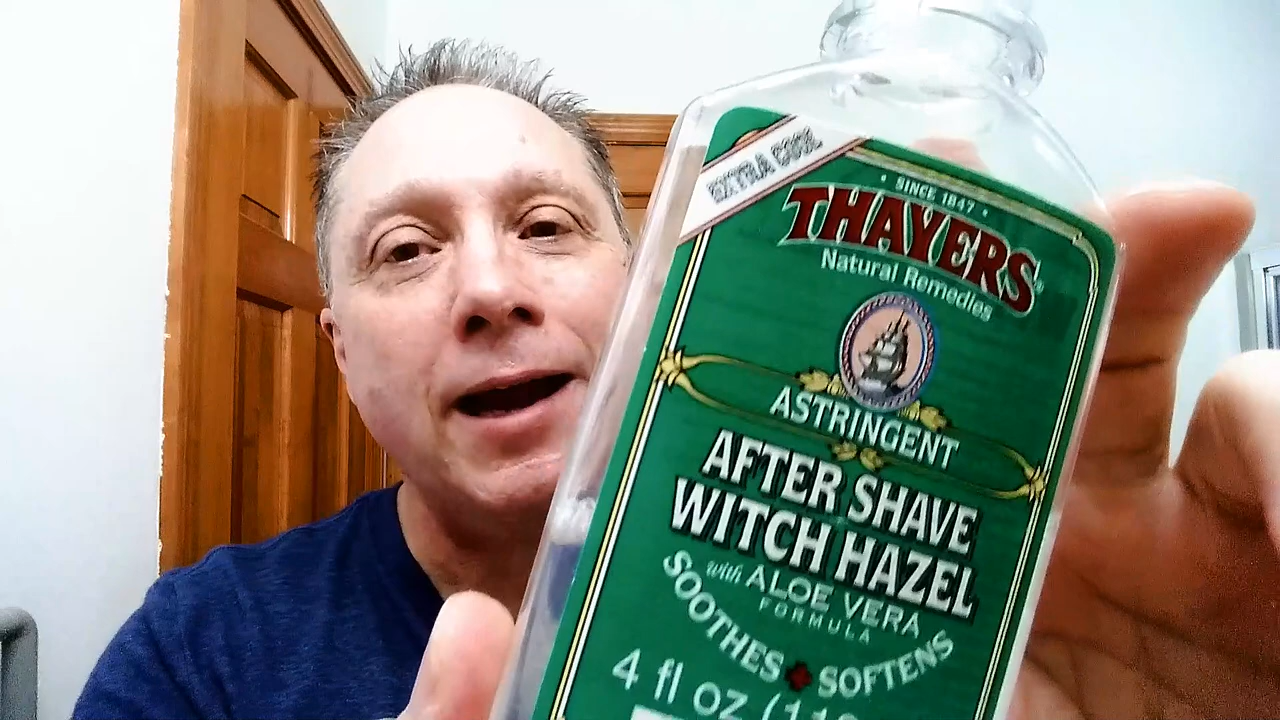 EXTRA COOL
• SINCE 1847 •
THAYERS®
Natural Remedies
ASTRINGENT
AFTER SHAVE
WITCH HAZEL
with ALOE VERA
FORMULA
SOOTHES SOFTENS
4 fl oz